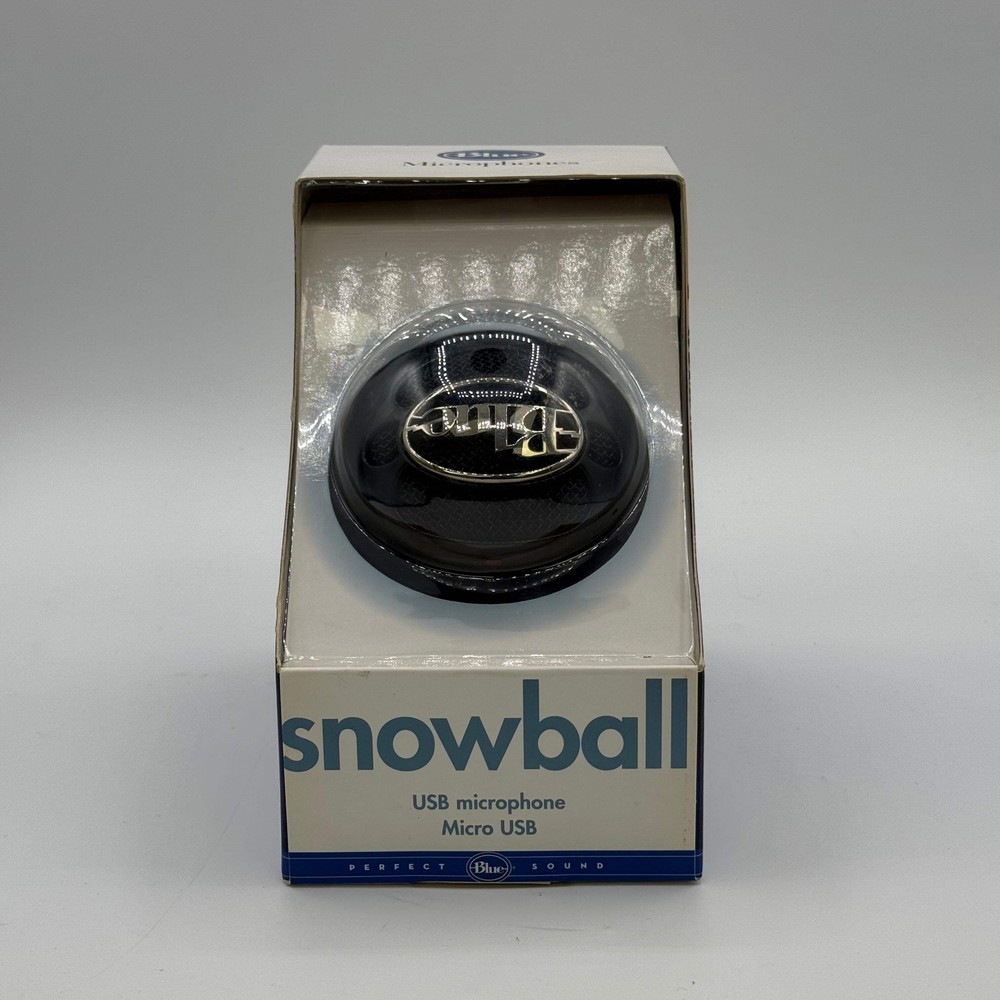 Blue
Microphones
Blue
snowball
USB microphone
Micro USB
PERFECT Blue SOUND